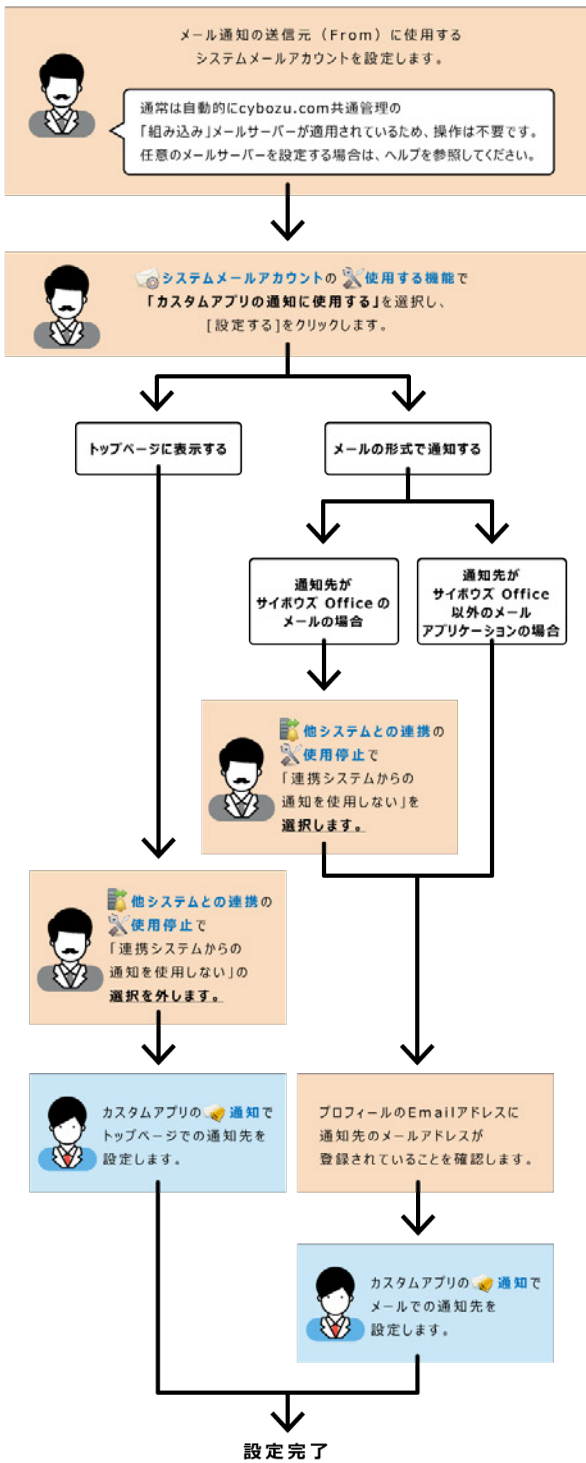 メール通知の送信元（From）に使用する
システムメールアカウントを設定します。
通常は自動的にcybozu.com共通管理の
「組み込み」メールサーバーが適用されているため、操作は不要です。
任意のメールサーバーを設定する場合は、ヘルプを参照してください。
システムメールアカウントの 使用する機能で
「カスタムアプリの通知に使用する」を選択し、
[設定する]をクリックします。
トップページに表示する
メールの形式で通知する
通知先が
サイボウズ Office の
メールの場合
通知先が
サイボウズ Office
以外のメール
アプリケーションの場合
他システムとの連携の
使用停止で
「連携システムからの
通知を使用しない」を
選択します。
他システムとの連携の
使用停止で
「連携システムからの
通知を使用しない」の
選択を外します。
カスタムアプリの 通知で
トップページでの通知先を
設定します。
プロフィールのEmailアドレスに
通知先のメールアドレスが
登録されていることを確認します。
カスタムアプリの 通知で
メールでの通知先を
設定します。
設定完了